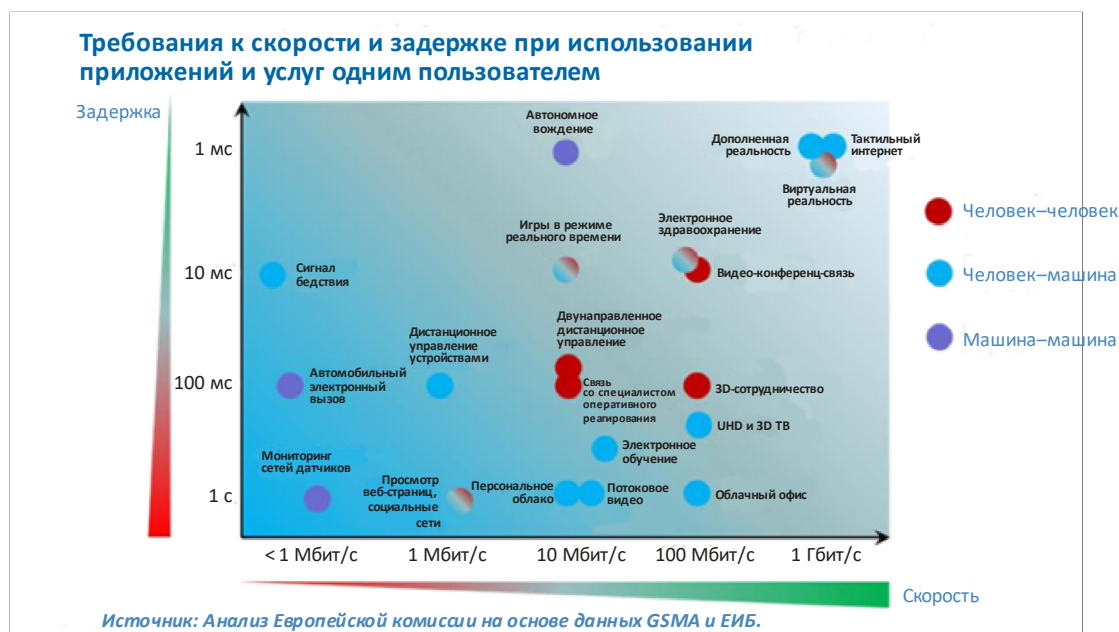 Требования к скорости и задержке при использовании
приложений и услуг одним пользователем
Задержка
1 мс
10 мс
100 мс
1 с
Автономное
вождение
Дополненная
реальность
Тактильный
интернет
Виртуальная
реальность
Игры в режиме
реального времени
Электронное
здравоохранение
Видео-конференц-связь
Сигнал
бедствия
Двунаправленное
дистанционное
управление
Дистанционное
управление
устройствами
Автомобильный
электронный
вызов
Связь
со специалистом
оперативного
реагирования
3D-сотрудничество
UHD и 3D ТВ
Электронное
обучение
Мониторинг
сетей датчиков
Просмотр
веб-страниц,
социальные
сети
Персональное
облако
Потоковое
видео
Облачный офис
< 1 Мбит/с
1 Мбит/с
10 Мбит/с
100 Мбит/с
1 Гбит/с
Скорость
Человек–человек
Человек–машина
Машина–машина
Источник: Анализ Европейской комиссии на основе данных GSMA и ЕИБ.